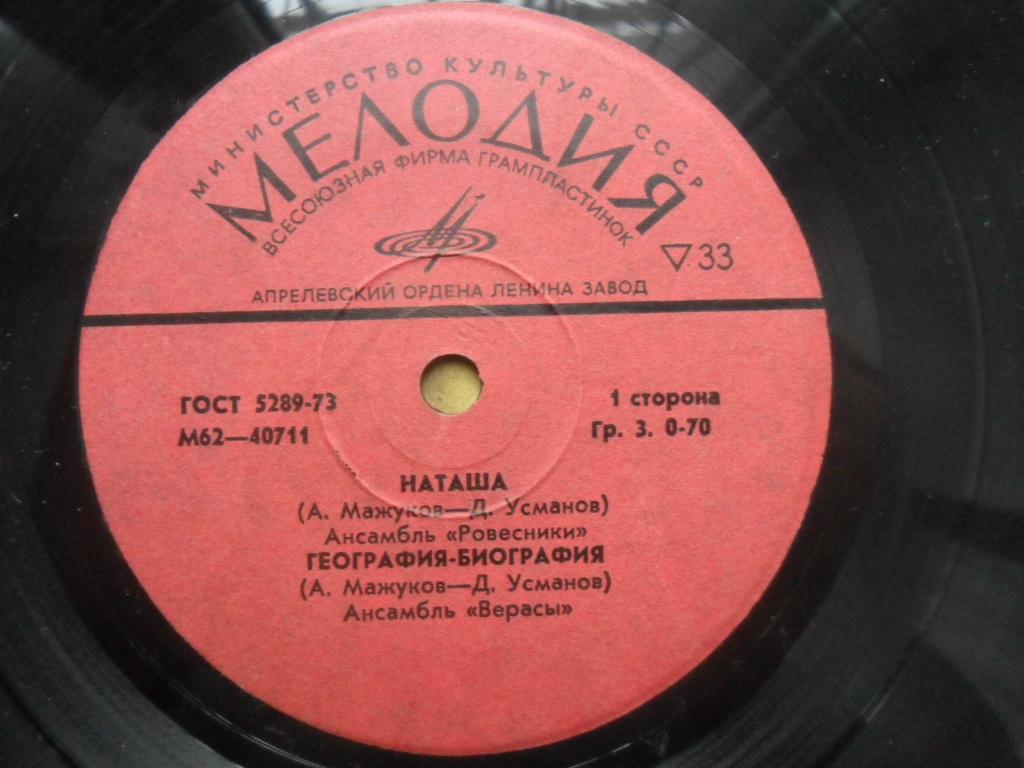 МИНИСТЕРСТВО КУЛЬТУРЫ СССР
МЕЛОДИЯ
ВСЕСОЮЗНАЯ ФИРМА ГРАМПЛАСТИНОК
▽33
АПРЕЛЕВСКИЙ ОРДЕНА ЛЕНИНА ЗАВОД
ГОСТ 5289-73
М62—40711
1 сторона
Гр. 3. 0-70
НАТАША
(А. Мажуков—Д. Усманов)
Ансамбль «Ровесники»
ГЕОГРАФИЯ-БИОГРАФИЯ
(А. Мажуков—Д. Усманов)
Ансамбль «Верасы»